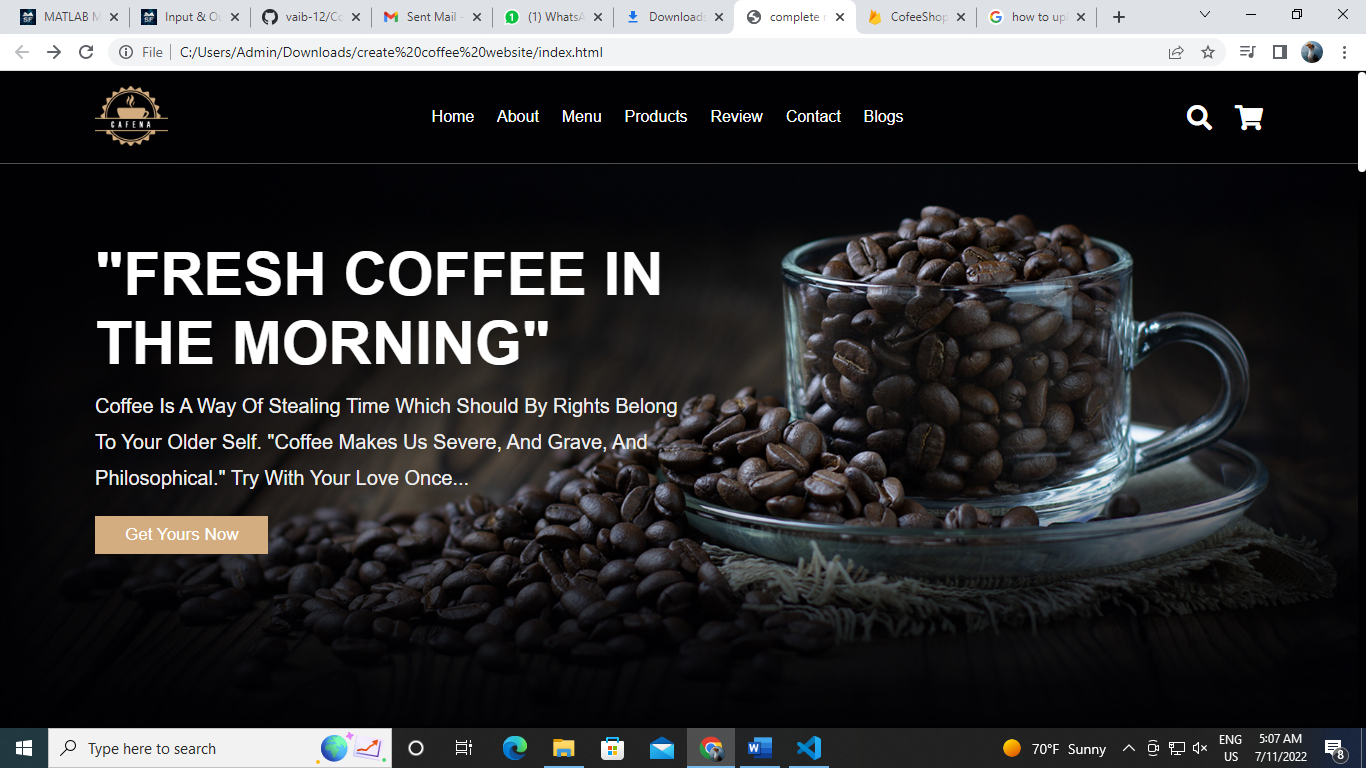 MATLAB M
Input & Ou
vaib-12/Co
Sent Mail -
(1) WhatsA
Downloads
complete r
CofeeShop
how to upl
File
C:/Users/Admin/Downloads/create%20coffee%20website/index.html
CAFENA
Home About Menu Products Review Contact Blogs
"FRESH COFFEE IN
THE MORNING"
Coffee Is A Way Of Stealing Time Which Should By Rights Belong
To Your Older Self. "Coffee Makes Us Severe, And Grave, And
Philosophical." Try With Your Love Once...
Get Yours Now
Type here to search
70°F Sunny
ENG
US
5:07 AM
7/11/2022
8